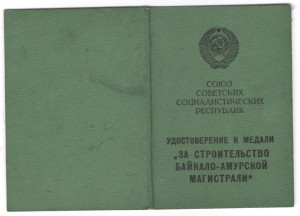 СОЮЗ
СОВЕТСКИХ
СОЦИАЛИСТИЧЕСКИХ
РЕСПУБЛИК
УДОСТОВЕРЕНИЕ К МЕДАЛИ
„ЗА СТРОИТЕЛЬСТВО
БАЙКАЛО-АМУРСКОЙ
МАГИСТРАЛИ“